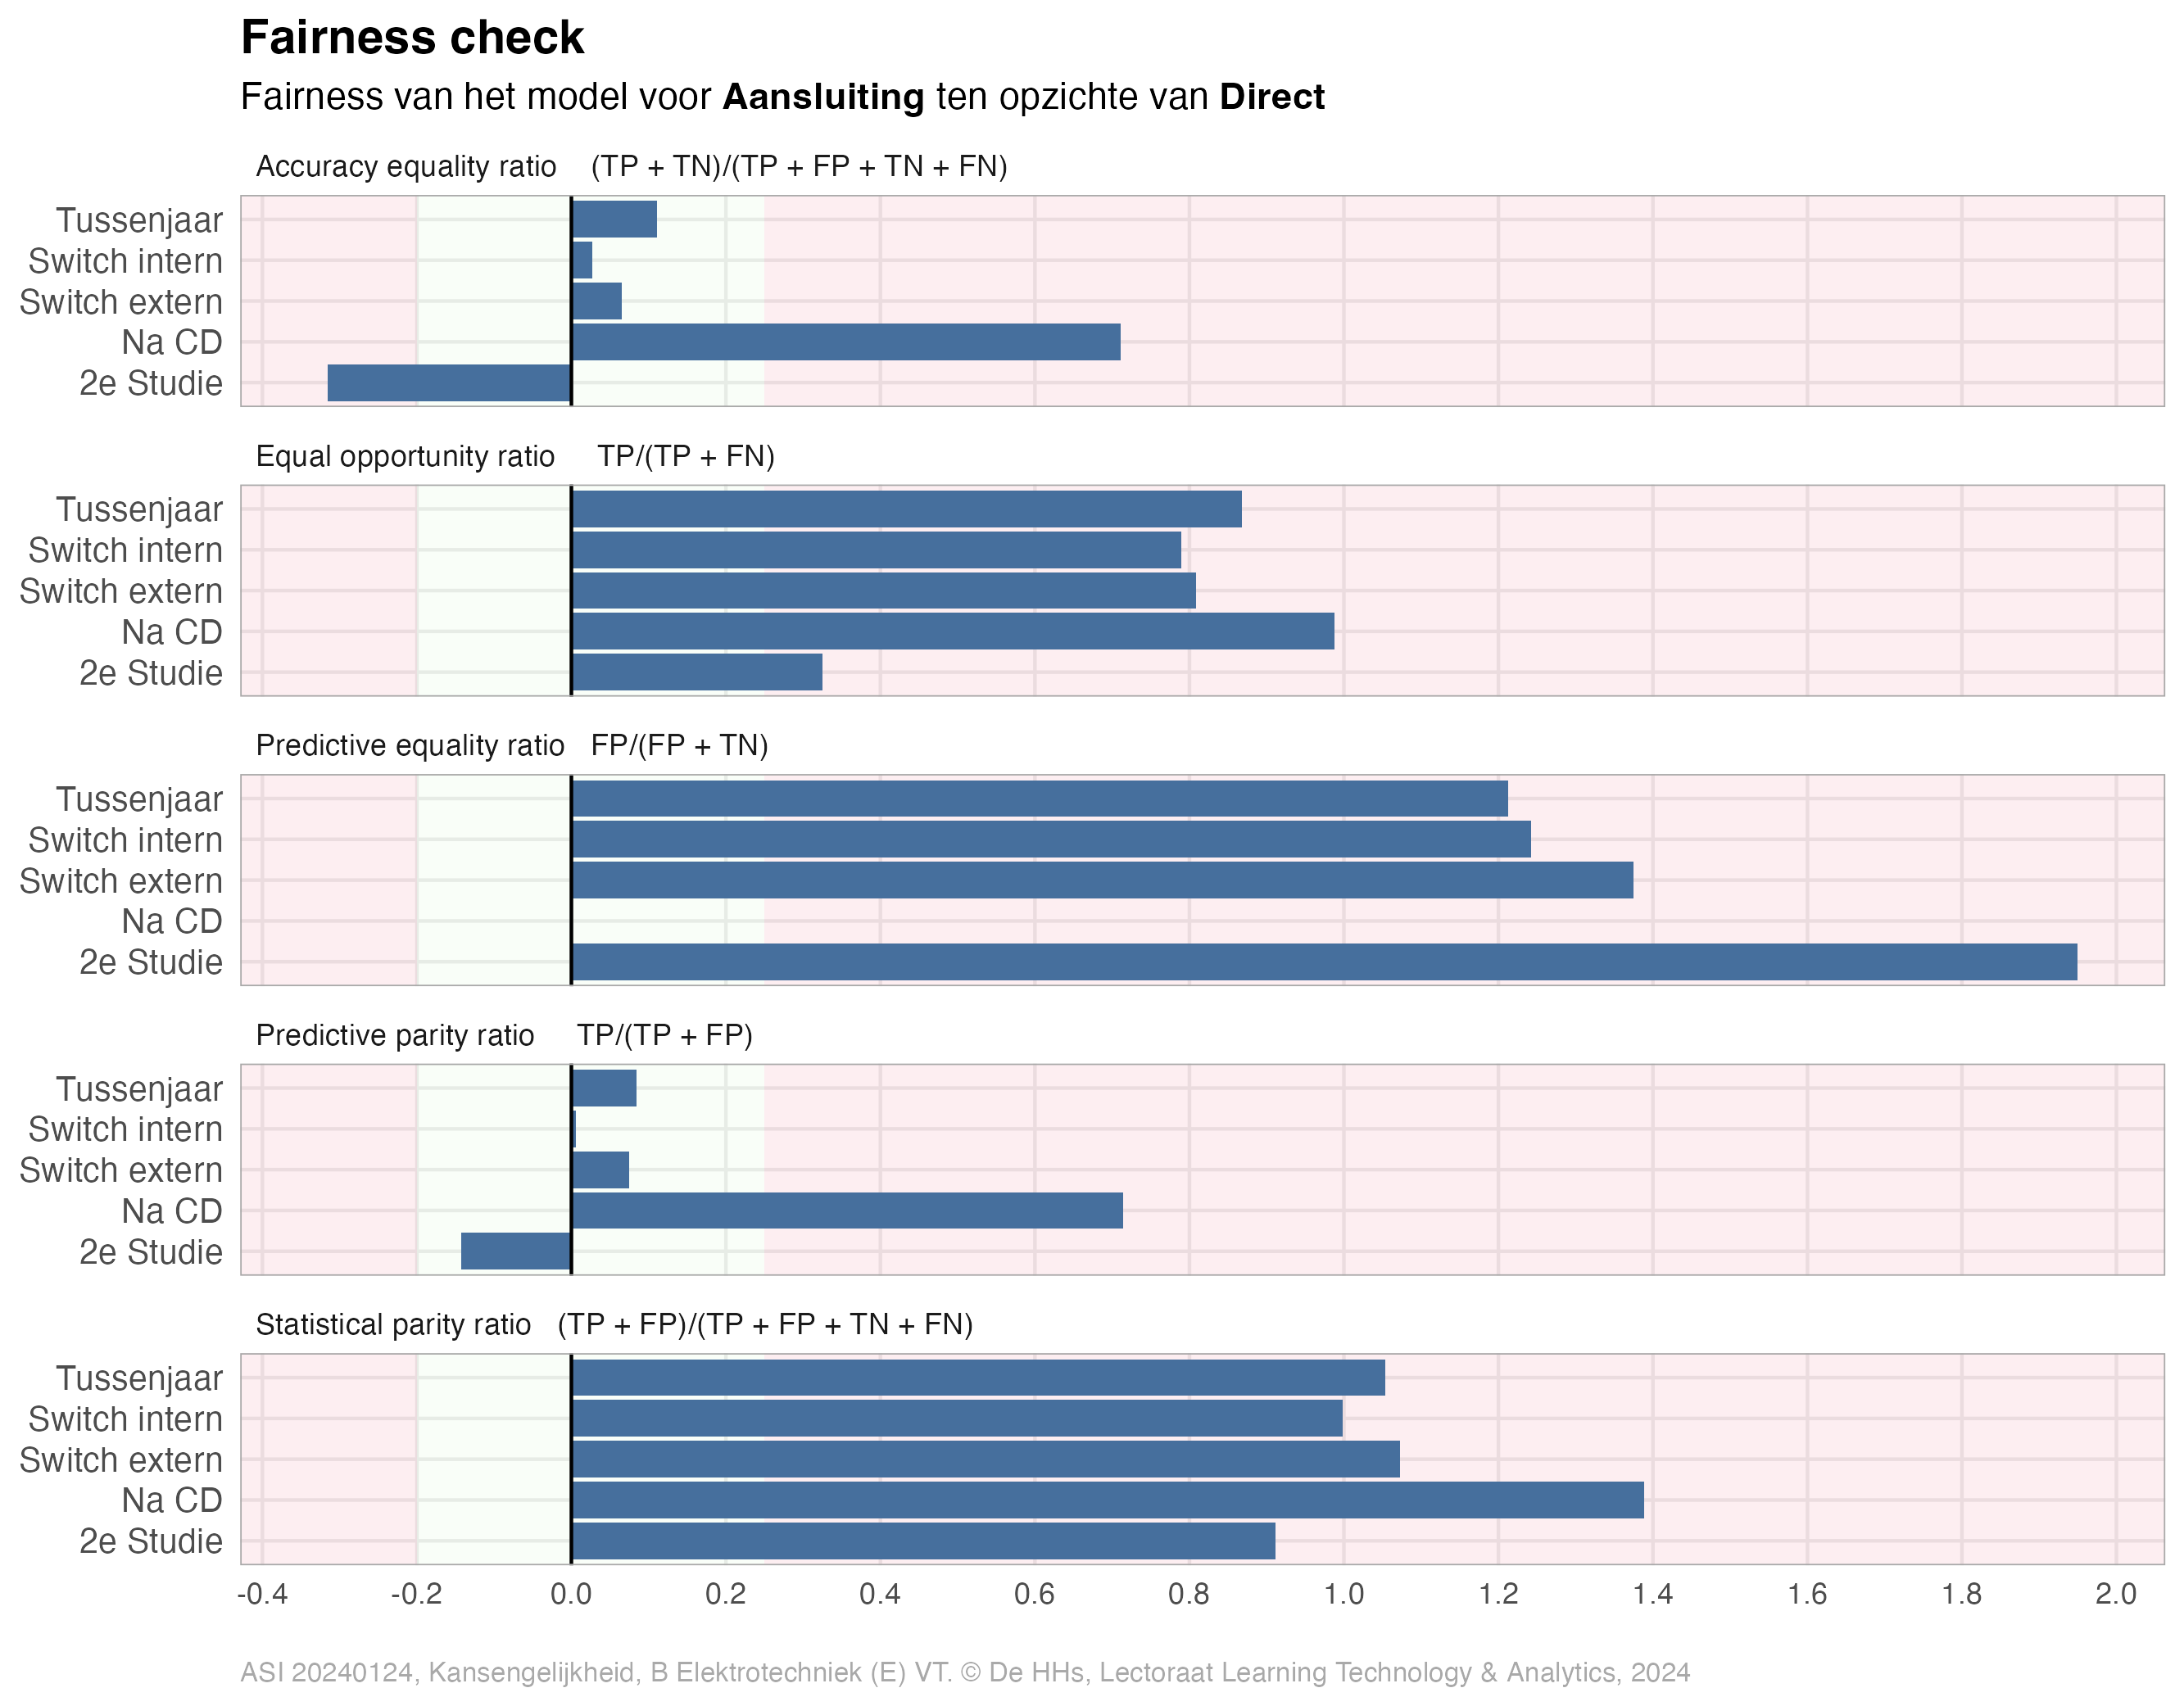 Fairness check
Fairness van het model voor Aansluiting ten opzichte van Direct
Accuracy equality ratio (TP + TN)/(TP + FP + TN + FN)
Tussenjaar
Switch intern
Switch extern
Na CD
2e Studie
Equal opportunity ratio TP/(TP + FN)
Tussenjaar
Switch intern
Switch extern
Na CD
2e Studie
Predictive equality ratio FP/(FP + TN)
Tussenjaar
Switch intern
Switch extern
Na CD
2e Studie
Predictive parity ratio TP/(TP + FP)
Tussenjaar
Switch intern
Switch extern
Na CD
2e Studie
Statistical parity ratio (TP + FP)/(TP + FP + TN + FN)
Tussenjaar
Switch intern
Switch extern
Na CD
2e Studie
-0.4 -0.2 0.0 0.2 0.4 0.6 0.8 1.0 1.2 1.4 1.6 1.8 2.0
ASI 20240124, Kansengelijkheid, B Elektrotechniek (E) VT. © De HHs, Lectoraat Learning Technology & Analytics, 2024